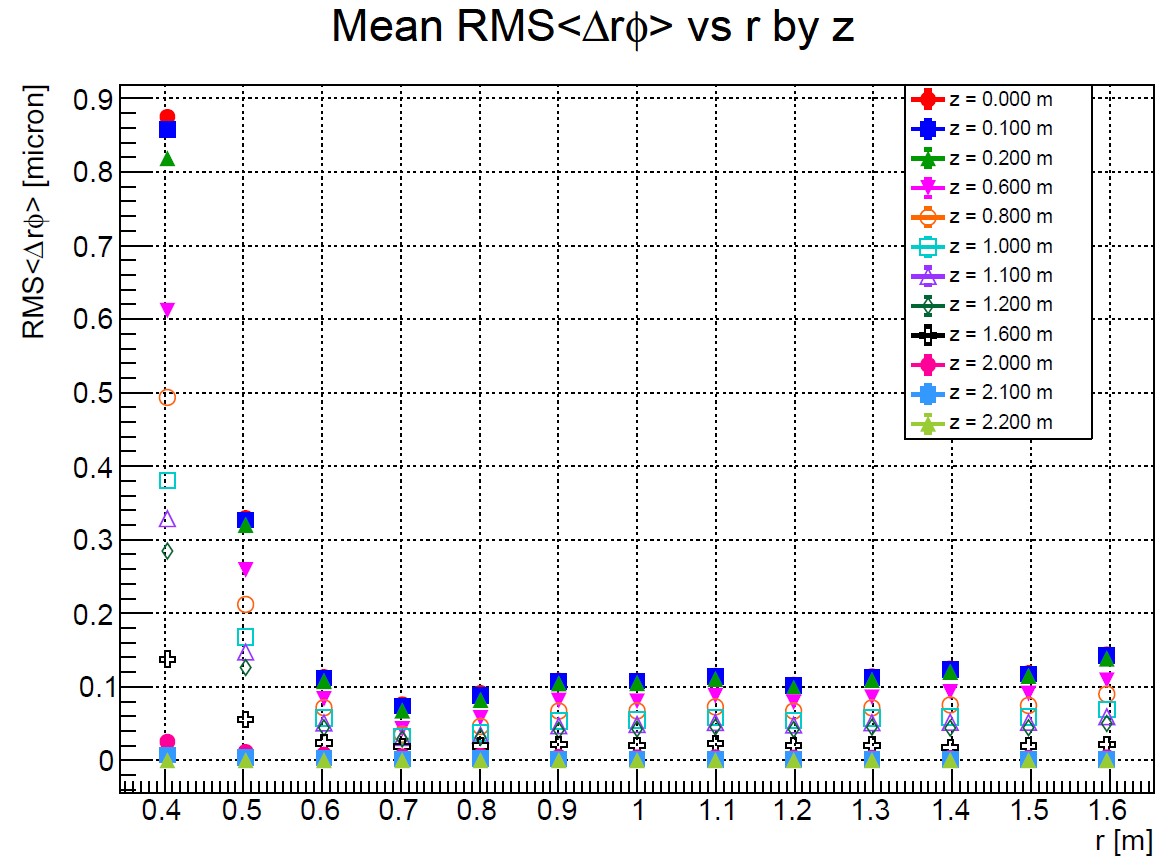 Mean RMS<Δrϕ> vs r by z
RMS<Δrϕ> [micron]
0.9
0.8
0.7
0.6
0.5
0.4
0.3
0.2
0.1
0
z = 0.000 m
z = 0.100 m
z = 0.200 m
z = 0.600 m
z = 0.800 m
z = 1.000 m
z = 1.100 m
z = 1.200 m
z = 1.600 m
z = 2.000 m
z = 2.100 m
z = 2.200 m
0.4 0.5 0.6 0.7 0.8 0.9 1 1.1 1.2 1.3 1.4 1.5 1.6
r [m]